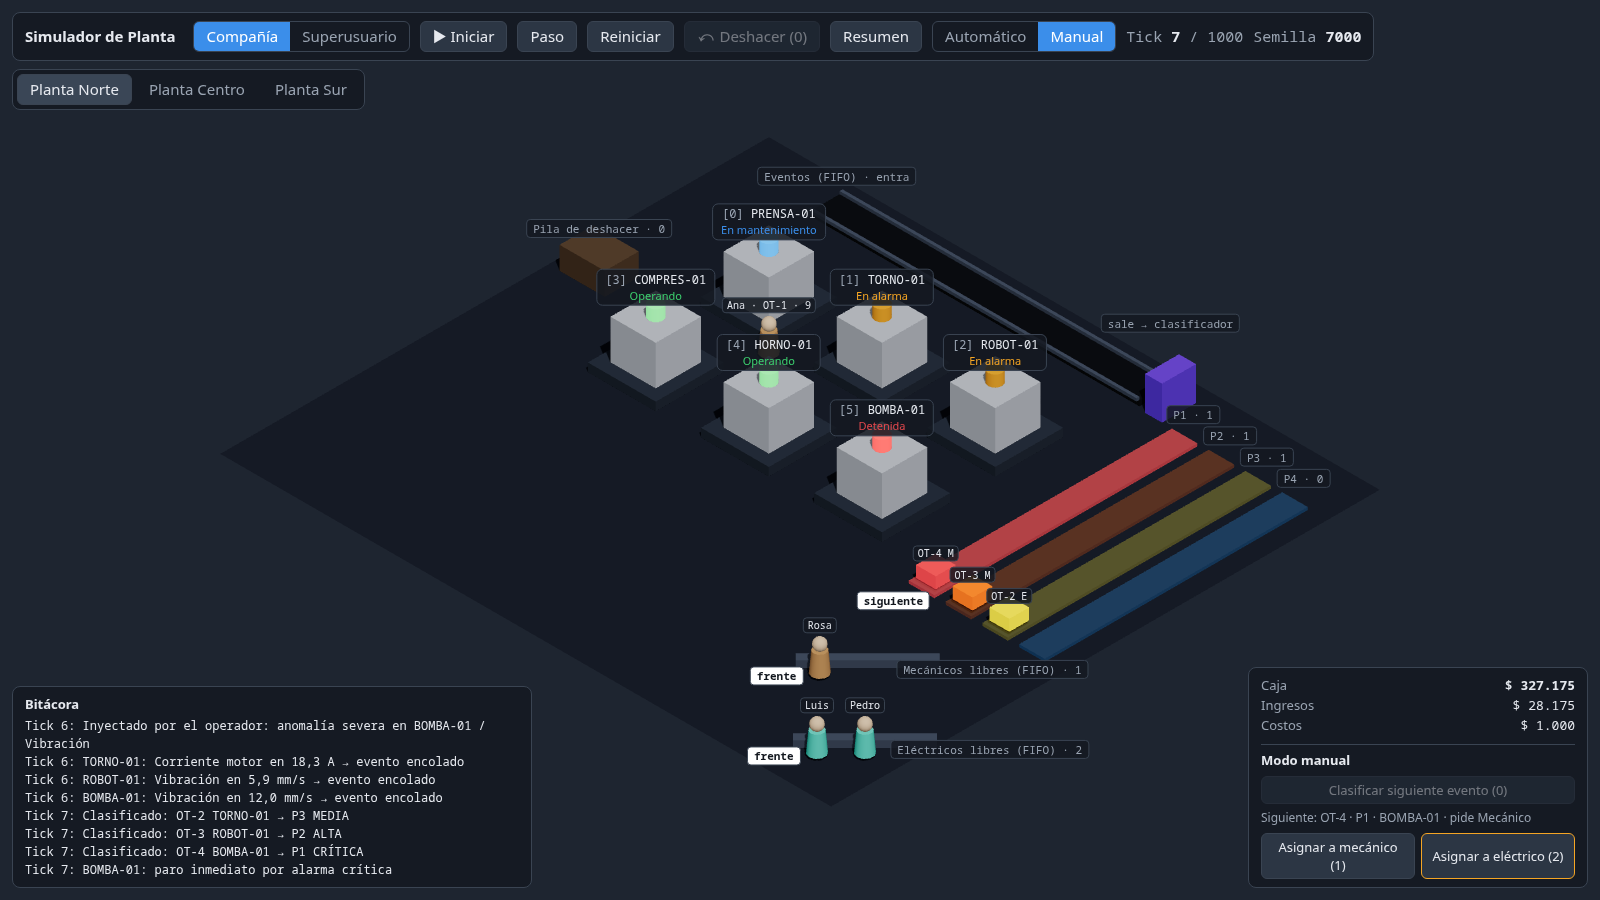 Simulador de Planta
Compañía
Superusuario
▶ Iniciar
Paso
Reiniciar
Deshacer (0)
Resumen
Automático
Manual
Tick 7 / 1000 Semilla 7000
Planta Norte
Planta Centro
Planta Sur
Eventos (FIFO) · entra
Pila de deshacer · 0
[0] PRENSA-01
En mantenimiento
[3] COMPRES-01
Operando
[1] TORNO-01
En alarma
Ana · OT-1 · 9
sale → clasificador
[4] HORNO-01
Operando
[2] ROBOT-01
En alarma
[5] BOMBA-01
Detenida
P1 · 1
P2 · 1
P3 · 1
P4 · 0
OT-4 M
OT-3 M
OT-2 E
siguiente
Rosa
frente
Mecánicos libres (FIFO) · 1
Luis
Pedro
frente
Eléctricos libres (FIFO) · 2
Bitácora
Tick 6: Inyectado por el operador: anomalía severa en BOMBA-01 /
Vibración
Tick 6: TORNO-01: Corriente motor en 18,3 A → evento encolado
Tick 6: ROBOT-01: Vibración en 5,9 mm/s → evento encolado
Tick 6: BOMBA-01: Vibración en 12,0 mm/s → evento encolado
Tick 7: Clasificado: OT-2 TORNO-01 → P3 MEDIA
Tick 7: Clasificado: OT-3 ROBOT-01 → P2 ALTA
Tick 7: Clasificado: OT-4 BOMBA-01 → P1 CRÍTICA
Tick 7: BOMBA-01: paro inmediato por alarma crítica
Caja $ 327.175
Ingresos $ 28.175
Costos $ 1.000
Modo manual
Clasificar siguiente evento (0)
Siguiente: OT-4 · P1 · BOMBA-01 · pide Mecánico
Asignar a mecánico
(1)
Asignar a eléctrico (2)